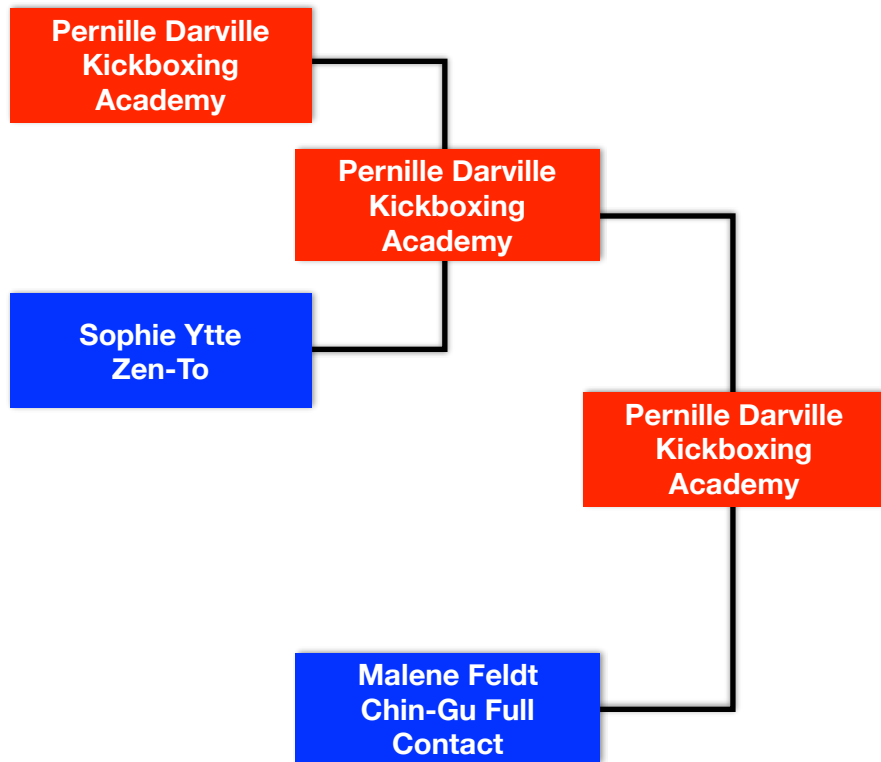 Pernille Darville
Kickboxing
Academy
Pernille Darville
Kickboxing
Academy
Sophie Ytte
Zen-To
Pernille Darville
Kickboxing
Academy
Malene Feldt
Chin-Gu Full
Contact